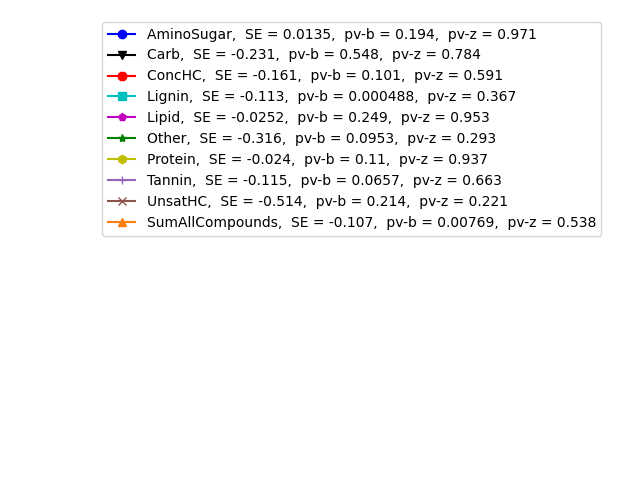 AminoSugar, SE = 0.0135, pv-b = 0.194, pv-z = 0.971
Carb, SE = -0.231, pv-b = 0.548, pv-z = 0.784
ConcHC, SE = -0.161, pv-b = 0.101, pv-z = 0.591
Lignin, SE = -0.113, pv-b = 0.000488, pv-z = 0.367
Lipid, SE = -0.0252, pv-b = 0.249, pv-z = 0.953
Other, SE = -0.316, pv-b = 0.0953, pv-z = 0.293
Protein, SE = -0.024, pv-b = 0.11, pv-z = 0.937
Tannin, SE = -0.115, pv-b = 0.0657, pv-z = 0.663
UnsatHC, SE = -0.514, pv-b = 0.214, pv-z = 0.221
SumAllCompounds, SE = -0.107, pv-b = 0.00769, pv-z = 0.538